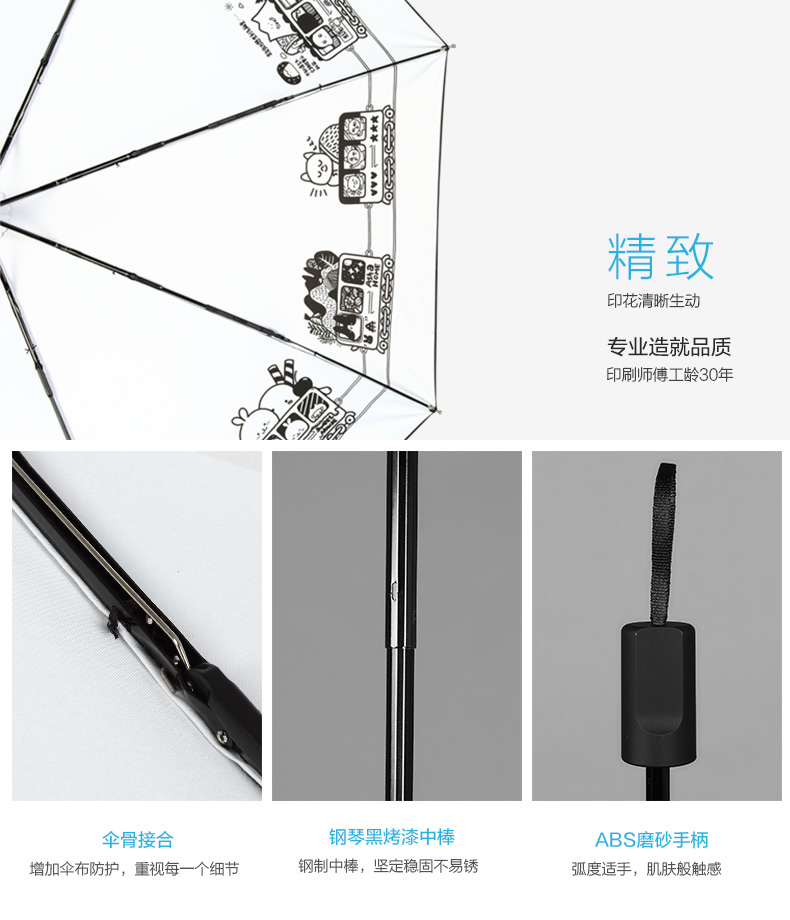 精致
印花清晰生动
专业造就品质
印刷师傅工龄30年
伞骨接合
增加伞布防护，重视每一个细节
钢琴黑烤漆中棒
钢制中棒，坚定稳固不易锈
ABS磨砂手柄
弧度适手，肌肤般触感